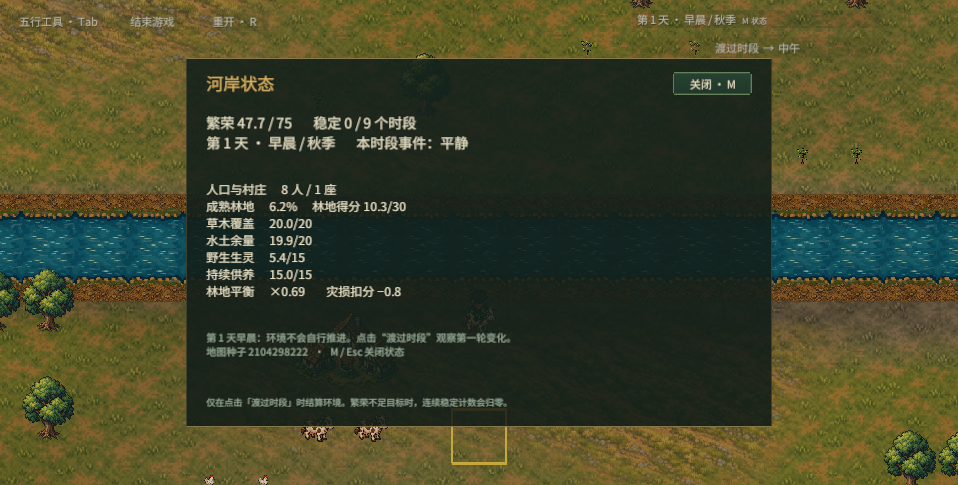 五行工具 · Tab 结束游戏 重开 · R 第 1 天 · 早晨 / 秋季 M 状态
渡过时段 → 中午
河岸状态 关闭 · M
繁荣 47.7 / 75 稳定 0 / 9 个时段
第 1 天 · 早晨 / 秋季 本时段事件：平静
人口与村庄 8 人 / 1 座
成熟林地 6.2% 林地得分 10.3/30
草木覆盖 20.0/20
水土余量 19.9/20
野生生灵 5.4/15
持续供养 15.0/15
林地平衡 ×0.69 灾损扣分 −0.8
第 1 天早晨：环境不会自行推进。点击“渡过时段”观察第一轮变化。
地图种子 2104298222 · M / Esc 关闭状态
仅在点击「渡过时段」时结算环境。繁荣不足目标时，连续稳定计数会归零。